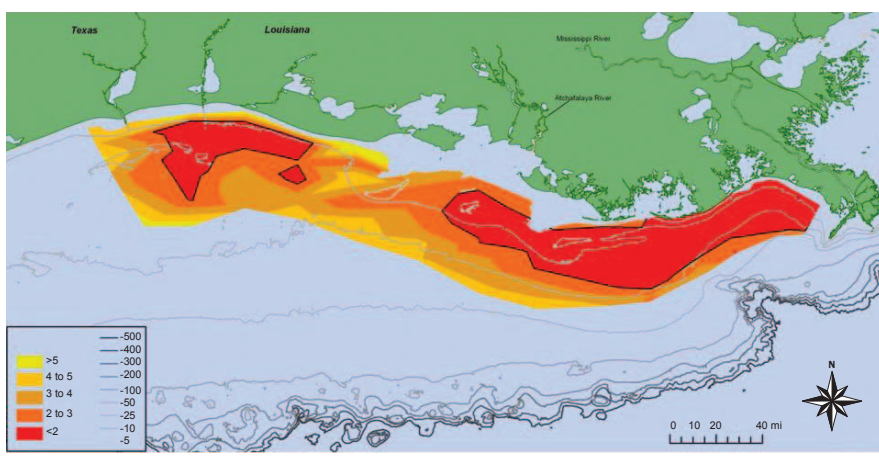 Texas
Louisiana
Mississippi River
Atchafalaya River
>5
4 to 5
3 to 4
2 to 3
<2
-500
-400
-300
-200
-100
-50
-25
-10
-5
N
0 10 20 40 mi